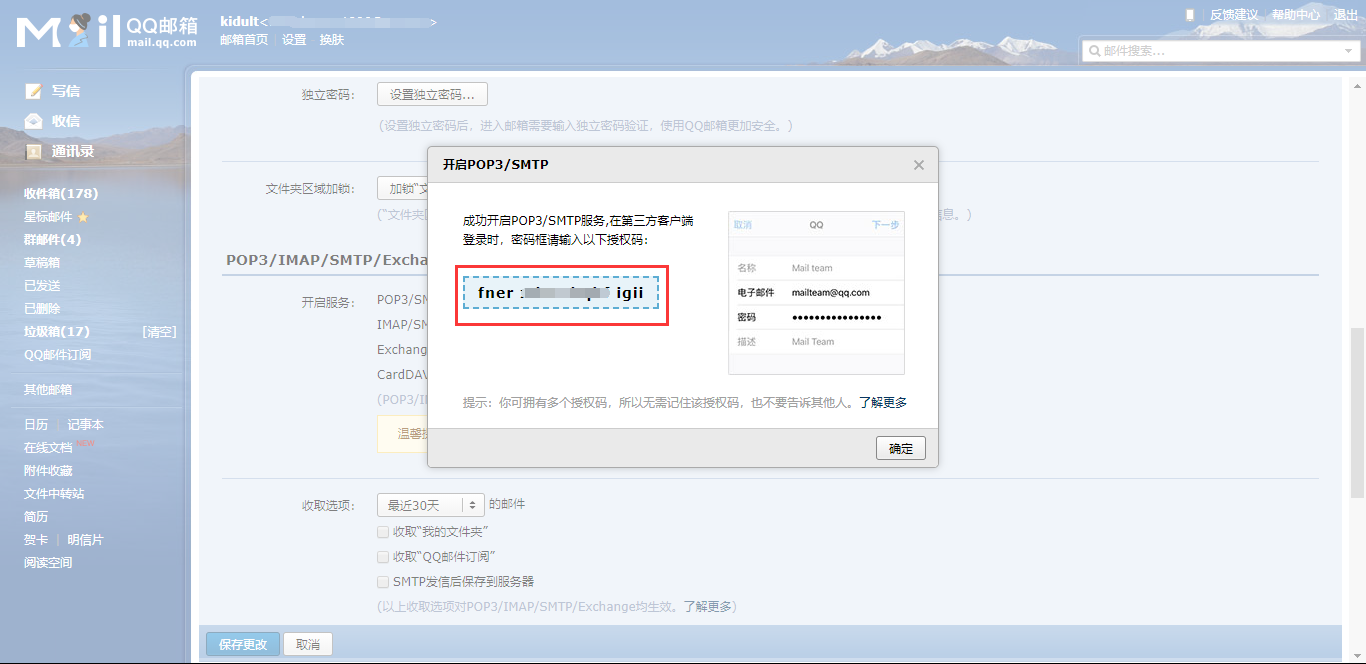 M il QQ邮箱
mail.qq.com
kidult<
>
邮箱首页 设置 换肤
反馈建议 帮助中心 退出
邮件搜索...
写信
收信
通讯录
收件箱(178)
星标邮件
群邮件(4)
草稿箱
已发送
已删除
垃圾箱(17) [清空]
QQ邮件订阅
其他邮箱
日历 记事本
在线文档 NEW
附件收藏
文件中转站
简历
贺卡 明信片
阅读空间
独立密码：
设置独立密码...
(设置独立密码后，进入邮箱需要输入独立密码验证，使用QQ邮箱更加安全。)
文件夹区域加锁：
加锁“文
(“文件夹区 息。)
POP3/IMAP/SMTP/Excha
开启服务：
POP3/SM
IMAP/SM
Exchange
CardDAV
(POP3/I
温馨提
开启POP3/SMTP
成功开启POP3/SMTP服务,在第三方客户端
登录时，密码框请输入以下授权码：
fner igii
取消 QQ 下一步
名称 Mail team
电子邮件 mailteam@qq.com
密码 ●●●●●●●●●●●●●●●
描述 Mail Team
提示：你可拥有多个授权码，所以无需记住该授权码，也不要告诉其他人。了解更多
确定
收取选项：
最近30天 的邮件
收取“我的文件夹”
收取“QQ邮件订阅”
SMTP发信后保存到服务器
(以上收取选项对POP3/IMAP/SMTP/Exchange均生效。了解更多)
保存更改 取消